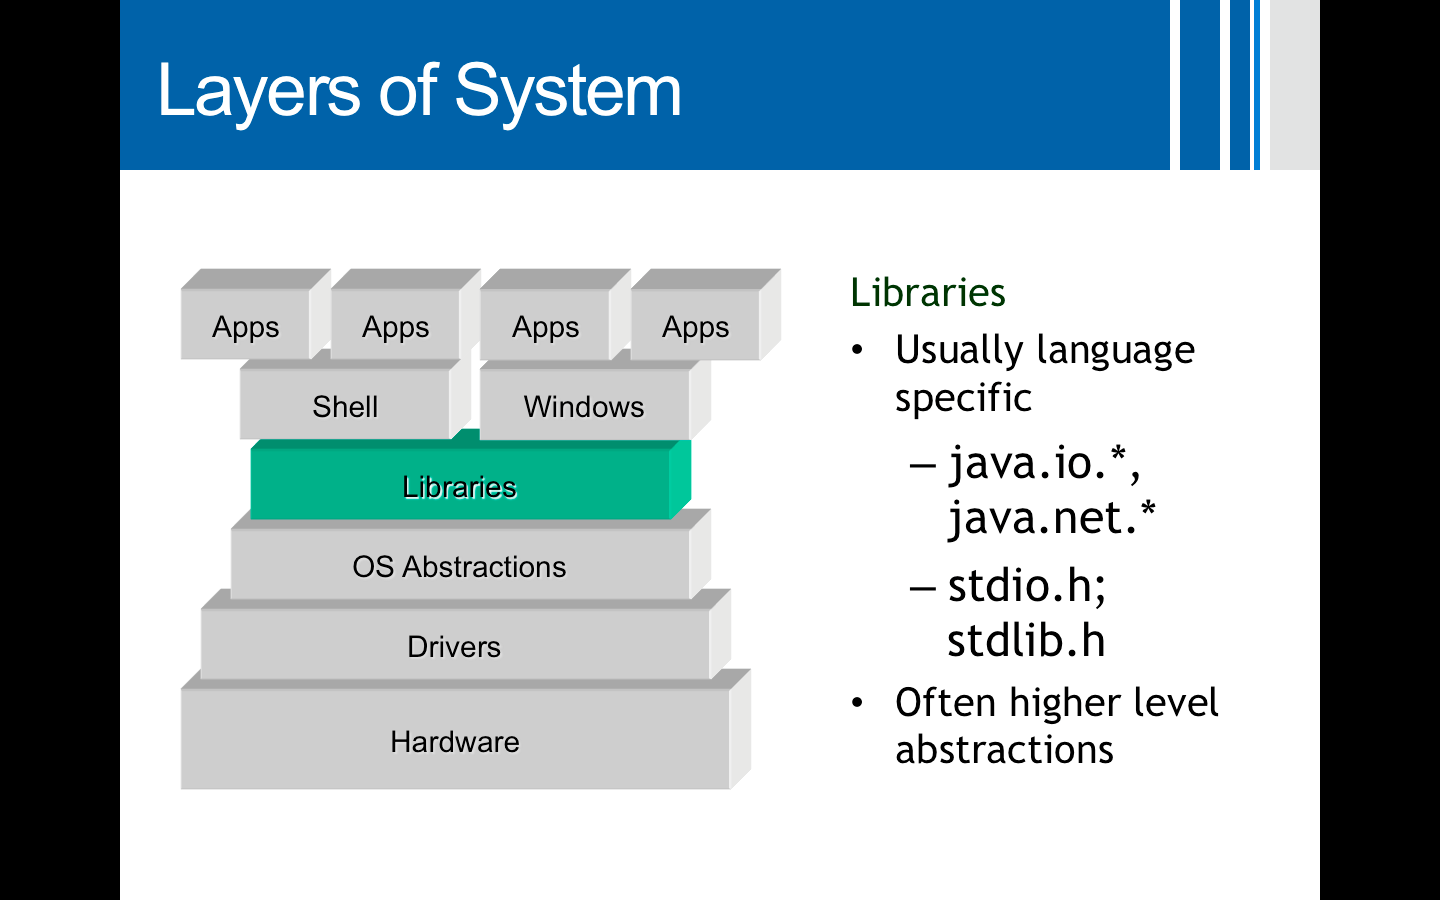 Layers of System
Apps Apps Apps Apps
Shell Windows
Libraries
OS Abstractions
Drivers
Hardware
Libraries
• Usually language
specific
– java.io.*,
java.net.*
– stdio.h;
stdlib.h
• Often higher level
abstractions